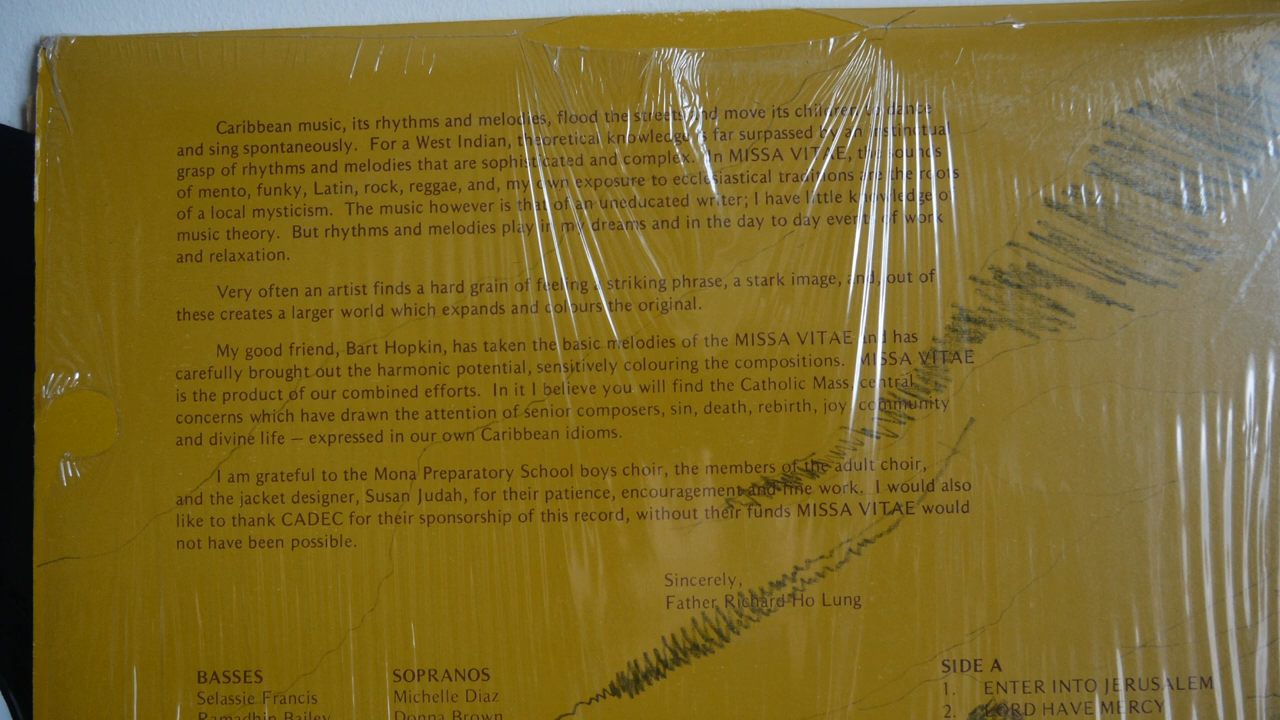 Caribbean music, its rhythms and melodies, flood the streets and move its children to dance
and sing spontaneously. For a West Indian, theoretical knowledge is far surpassed by an instinctual
grasp of rhythms and melodies that are sophisticated and complex. In MISSA VITAE, the sounds
of mento, funky, Latin, rock, reggae, and, my own exposure to ecclesiastical traditions are the roots
of a local mysticism. The music however is that of an uneducated writer; I have little knowledge of
music theory. But rhythms and melodies play in my dreams and in the day to day events of work
and relaxation.
Very often an artist finds a hard grain of feeling a striking phrase, a stark image, and, out of
these creates a larger world which expands and colours the original.
My good friend, Bart Hopkin, has taken the basic melodies of the MISSA VITAE and has
carefully brought out the harmonic potential, sensitively colouring the compositions. MISSA VITAE
is the product of our combined efforts. In it I believe you will find the Catholic Mass, central
concerns which have drawn the attention of senior composers, sin, death, rebirth, joy, community
and divine life — expressed in our own Caribbean idioms.
I am grateful to the Mona Preparatory School boys choir, the members of the adult choir,
and the jacket designer, Susan Judah, for their patience, encouragement and fine work. I would also
like to thank CADEC for their sponsorship of this record, without their funds MISSA VITAE would
not have been possible.
Sincerely,
Father Richard Ho Lung
BASSES
Selassie Francis
Ramadhin Bailey
SOPRANOS
Michelle Diaz
Donna Brown
SIDE A
1. ENTER INTO JERUSALEM
2. LORD HAVE MERCY